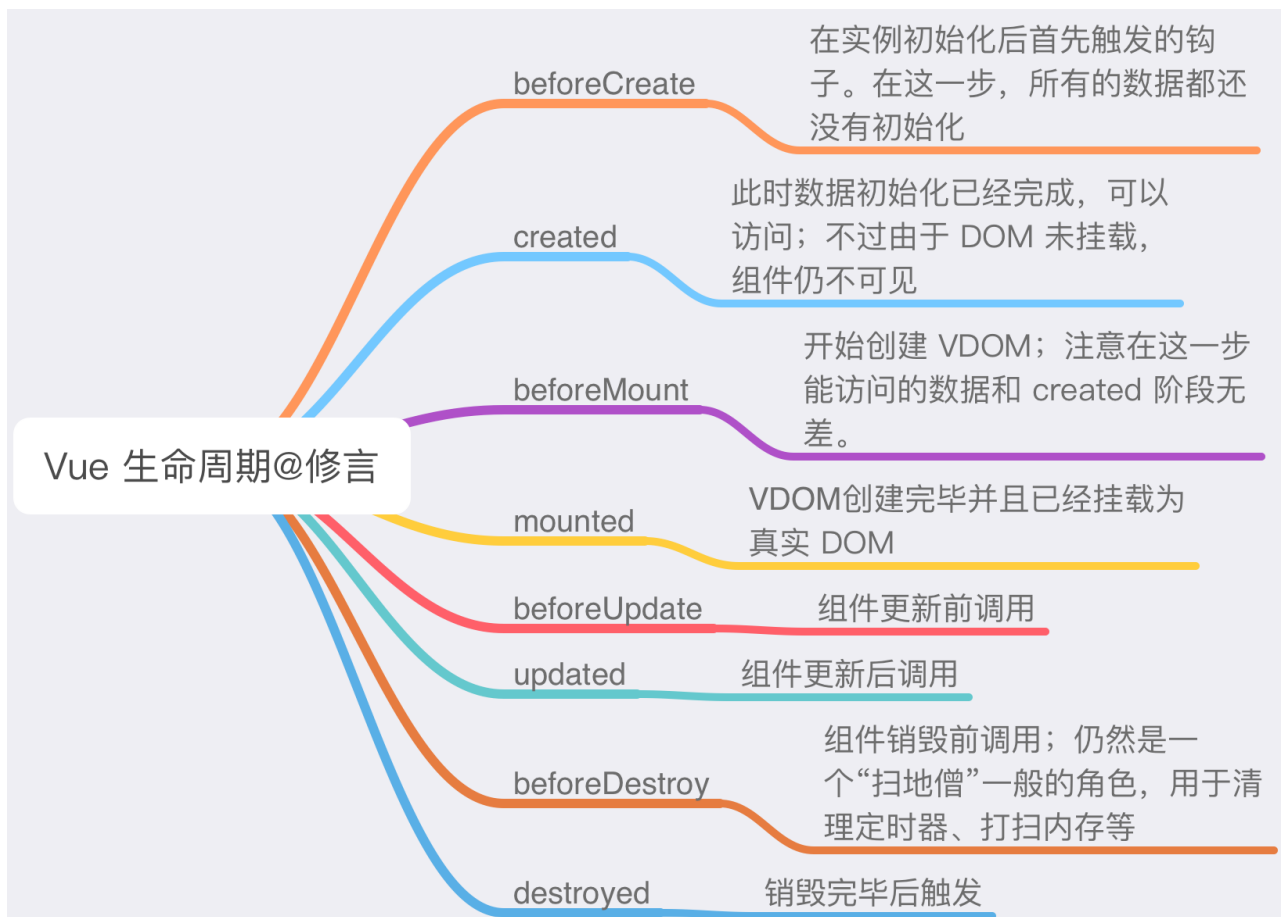 Vue 生命周期@修言
beforeCreate
在实例初始化后首先触发的钩
子。在这一步，所有的数据都还
没有初始化
created
此时数据初始化已经完成，可以
访问；不过由于 DOM 未挂载，
组件仍不可见
beforeMount
开始创建 VDOM；注意在这一步
能访问的数据和 created 阶段无
差。
mounted
VDOM创建完毕并且已经挂载为
真实 DOM
beforeUpdate
组件更新前调用
updated
组件更新后调用
beforeDestroy
组件销毁前调用；仍然是一
个“扫地僧”一般的角色，用于清
理定时器、打扫内存等
destroyed
销毁完毕后触发